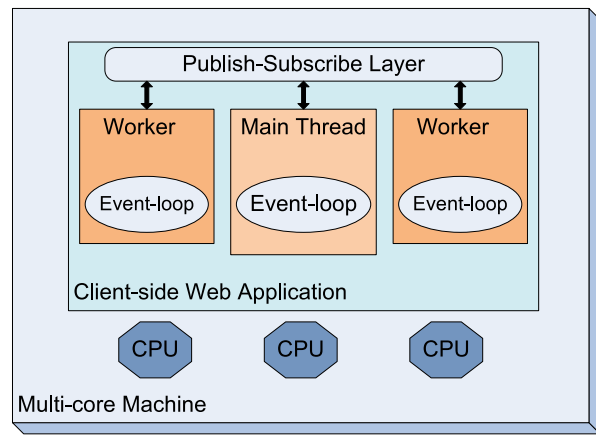 Publish-Subscribe Layer
Worker
Main Thread
Worker
Event-loop
Event-loop
Event-loop
Client-side Web Application
CPU
CPU
CPU
Multi-core Machine